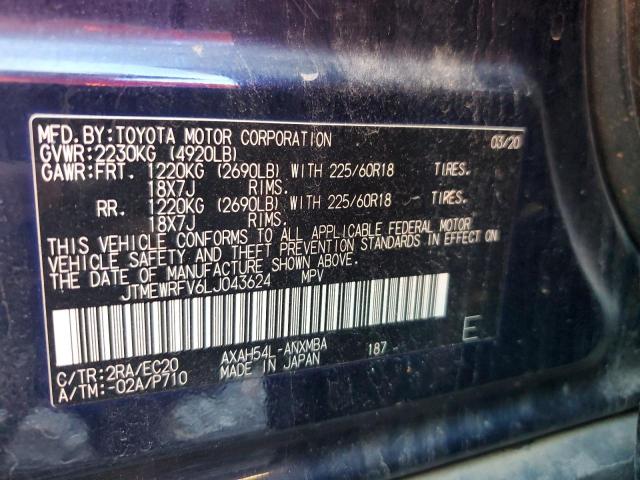 MFD.BY:TOYOTA MOTOR CORPORATION 03/20
GVWR:2230KG (4920LB)
GAWR:FRT. 1220KG (2690LB) WITH 225/60R18 TIRES.
18X7J RIMS.
RR. 1220KG (2690LB) WITH 225/60R18 TIRES.
18X7J RIMS.
THIS VEHICLE CONFORMS TO ALL APPLICABLE FEDERAL MOTOR
VEHICLE SAFETY AND THEFT PREVENTION STANDARDS IN EFFECT ON
THE DATE OF MANUFACTURE SHOWN ABOVE.
JTMEWRFV6LJ043624 MPV
C/TR:2RA/EC20 AXAH54L-ANXMBA 187- E
A/TM:-02A/P710 MADE IN JAPAN